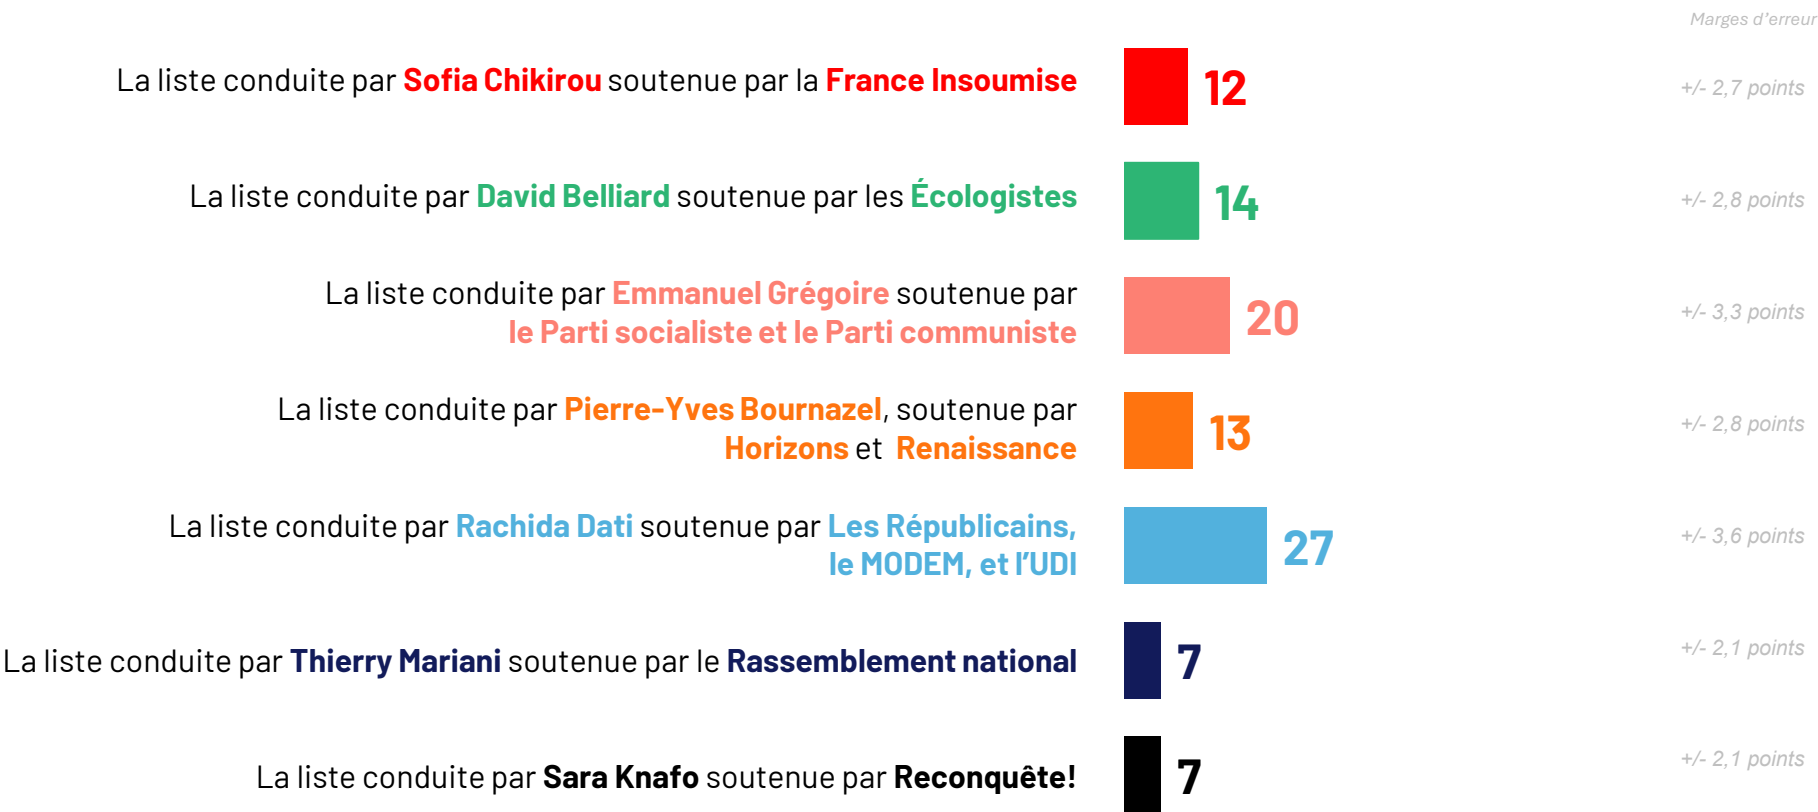 Marges d'erreur
La liste conduite par Sofia Chikirou soutenue par la France Insoumise 12 +/- 2,7 points
La liste conduite par David Belliard soutenue par les Écologistes 14 +/- 2,8 points
La liste conduite par Emmanuel Grégoire soutenue par
le Parti socialiste et le Parti communiste 20 +/- 3,3 points
La liste conduite par Pierre-Yves Bournazel, soutenue par
Horizons et Renaissance 13 +/- 2,8 points
La liste conduite par Rachida Dati soutenue par Les Républicains,
le MODEM, et l'UDI 27 +/- 3,6 points
La liste conduite par Thierry Mariani soutenue par le Rassemblement national 7 +/- 2,1 points
La liste conduite par Sara Knafo soutenue par Reconquête! 7 +/- 2,1 points